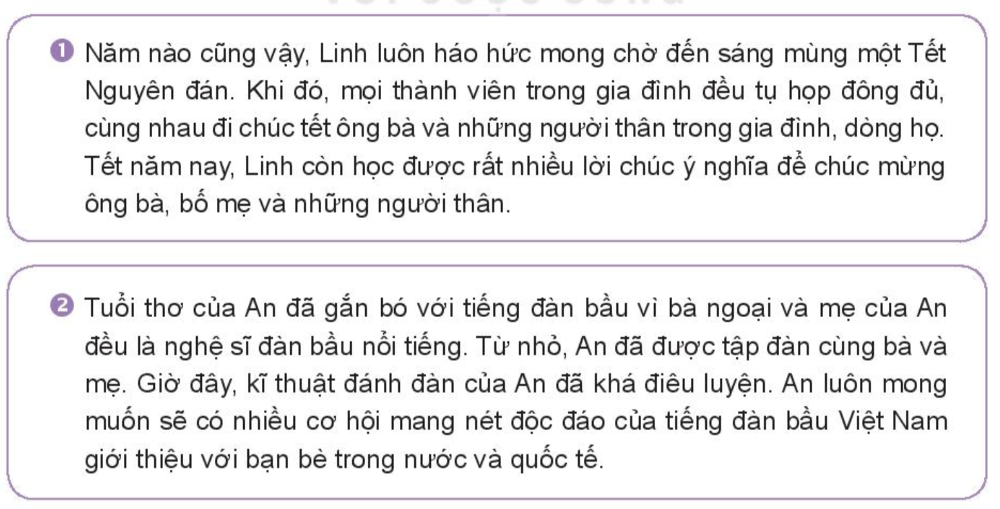 1 Năm nào cũng vậy, Linh luôn háo hức mong chờ đến sáng mùng một Tết
Nguyên đán. Khi đó, mọi thành viên trong gia đình đều tụ họp đông đủ,
cùng nhau đi chúc tết ông bà và những người thân trong gia đình, dòng họ.
Tết năm nay, Linh còn học được rất nhiều lời chúc ý nghĩa để chúc mừng
ông bà, bố mẹ và những người thân.
2 Tuổi thơ của An đã gắn bó với tiếng đàn bầu vì bà ngoại và mẹ của An
đều là nghệ sĩ đàn bầu nổi tiếng. Từ nhỏ, An đã được tập đàn cùng bà và
mẹ. Giờ đây, kĩ thuật đánh đàn của An đã khá điêu luyện. An luôn mong
muốn sẽ có nhiều cơ hội mang nét độc đáo của tiếng đàn bầu Việt Nam
giới thiệu với bạn bè trong nước và quốc tế.